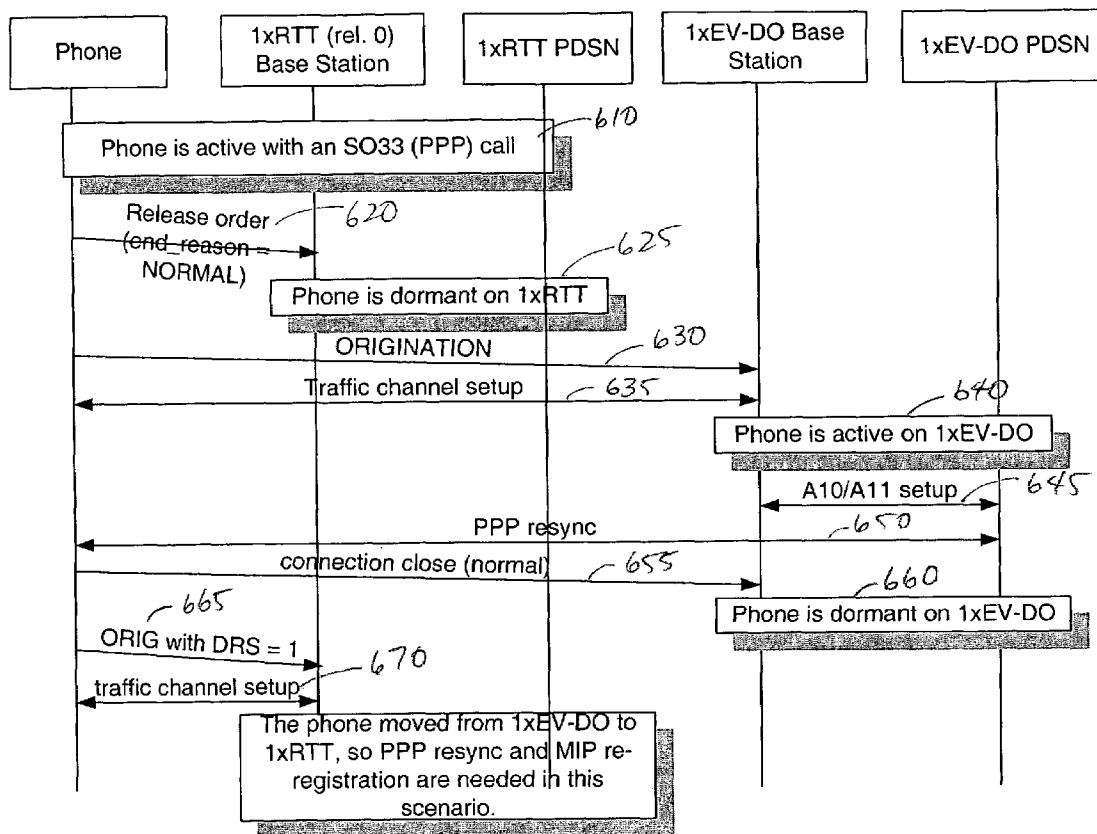 Phone
1xRTT (rel. 0)
Base Station
1xRTT PDSN
1xEV-DO Base
Station
1xEV-DO PDSN
610
Phone is active with an SO33 (PPP) call
Release order
620
(end_reason =
NORMAL)
625
Phone is dormant on 1xRTT
ORIGINATION
630
Traffic channel setup
635
640
Phone is active on 1xEV-DO
A10/A11 setup
645
PPP resync
650
connection close (normal)
655
660
Phone is dormant on 1xEV-DO
665
ORIG with DRS = 1
670
traffic channel setup
The phone moved from 1xEV-DO to
1xRTT, so PPP resync and MIP re-
registration are needed in this
scenario.